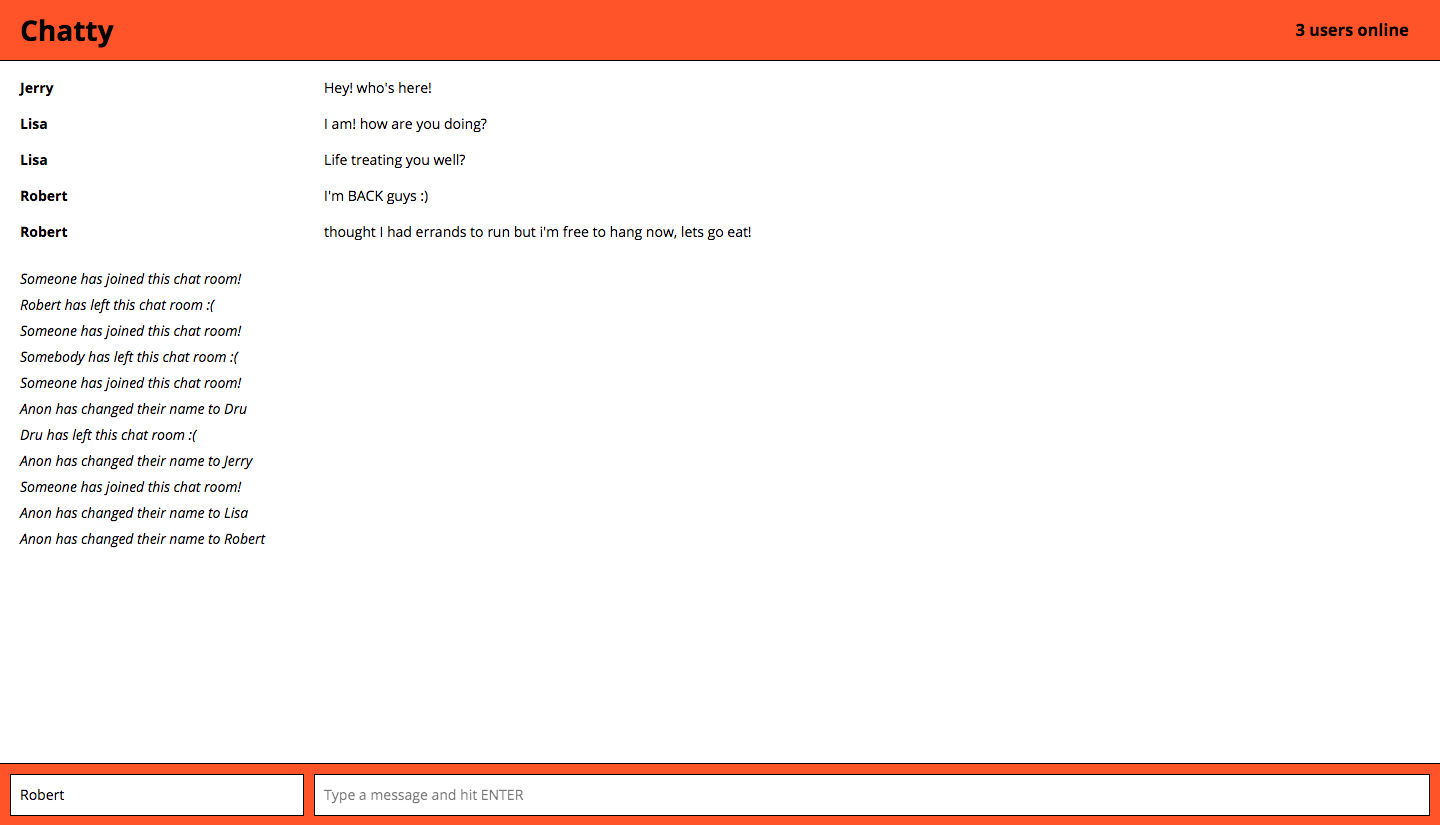 Chatty
3 users online
Jerry Hey! who's here!
Lisa I am! how are you doing?
Lisa Life treating you well?
Robert I'm BACK guys :)
Robert thought I had errands to run but i'm free to hang now, lets go eat!
Someone has joined this chat room!
Robert has left this chat room :(
Someone has joined this chat room!
Somebody has left this chat room :(
Someone has joined this chat room!
Anon has changed their name to Dru
Dru has left this chat room :(
Anon has changed their name to Jerry
Someone has joined this chat room!
Anon has changed their name to Lisa
Anon has changed their name to Robert
Robert
Type a message and hit ENTER